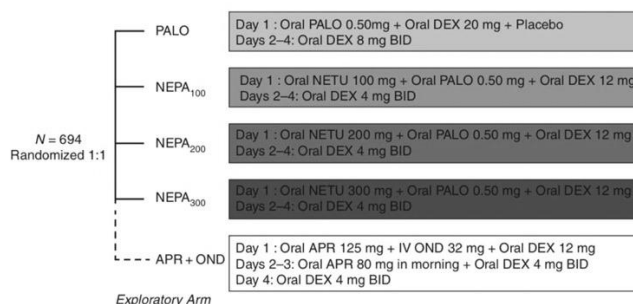 PALO
Day 1 : Oral PALO 0.50mg + Oral DEX 20 mg + Placebo
Days 2–4: Oral DEX 8 mg BID
NEPA100
Day 1 : Oral NETU 100 mg + Oral PALO 0.50 mg + Oral DEX 12 mg
Days 2–4: Oral DEX 4 mg BID
N = 694
Randomized 1:1
NEPA200
Day 1 : Oral NETU 200 mg + Oral PALO 0.50 mg + Oral DEX 12 mg
Days 2–4: Oral DEX 4 mg BID
NEPA300
Day 1 : Oral NETU 300 mg + Oral PALO 0.50 mg + Oral DEX 12 mg
Days 2–4: Oral DEX 4 mg BID
APR + OND
Day 1 : Oral APR 125 mg + IV OND 32 mg + Oral DEX 12 mg
Days 2–3: Oral APR 80 mg in morning + Oral DEX 4 mg BID
Day 4: Oral DEX 4 mg BID
Exploratory Arm